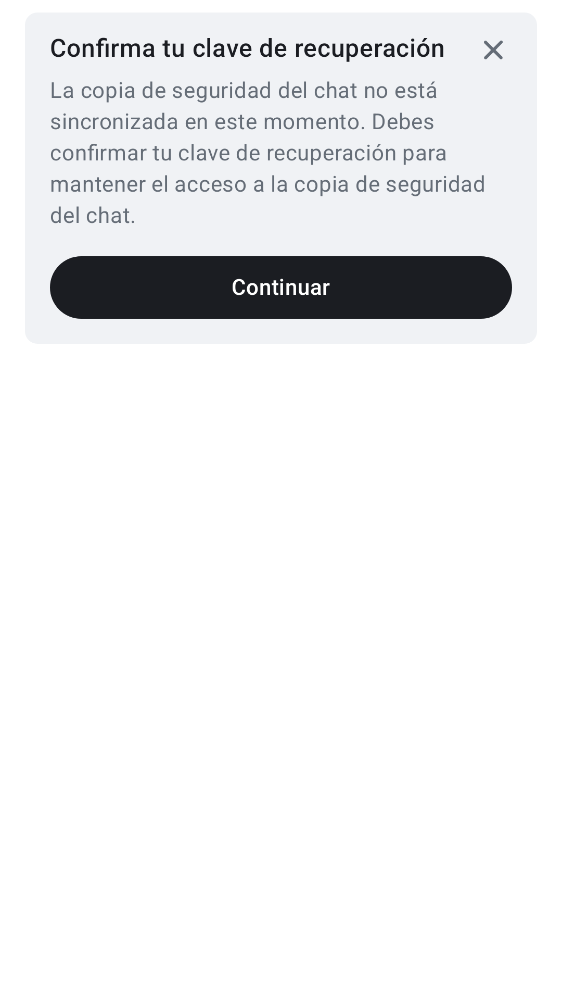 Confirma tu clave de recuperación
La copia de seguridad del chat no está
sincronizada en este momento. Debes
confirmar tu clave de recuperación para
mantener el acceso a la copia de seguridad
del chat.
Continuar